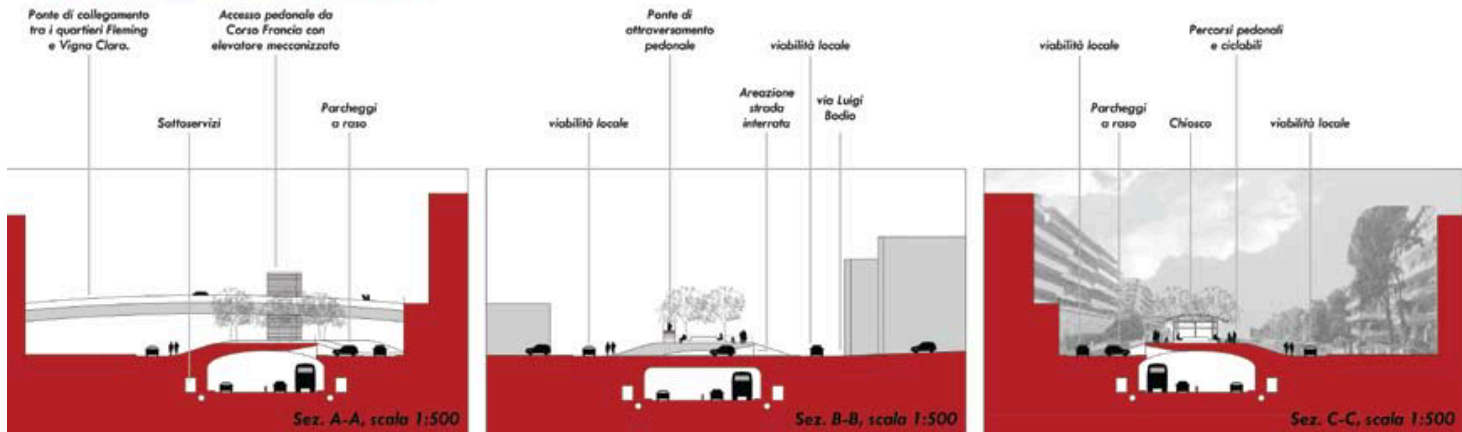 Ponte di collegamento
tra i quartieri Fleming
e Vigna Clara.
Accesso pedonale da
Corso Francia con
elevatore meccanizzato
Sottoservizi
Parcheggi
a raso
Ponte di
attraversamento
pedonale
viabilità locale
viabilità locale
Areazione
strada
interrata
via Luigi
Bodio
viabilità locale
Percorsi pedonali
e ciclabili
Parcheggi
a raso
Chiosco
viabilità locale
Sez. A-A, scala 1:500
Sez. B-B, scala 1:500
Sez. C-C, scala 1:500